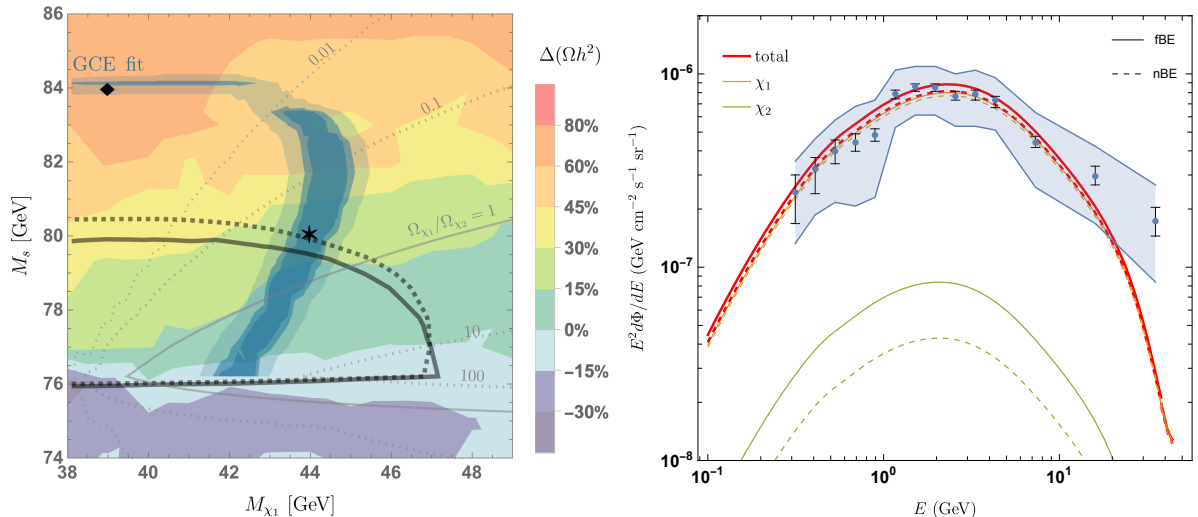 86
84
82
80
78
76
74
38
40
42
44
46
48
M_s [GeV]
M_χ1 [GeV]
GCE fit
0.01
0.1
Ω_χ1/Ω_χ2 = 1
10
100
Δ(Ωh²)
80%
60%
45%
30%
15%
0%
−15%
−30%
total
χ₁
χ₂
fBE
nBE
10⁻⁶
10⁻⁷
10⁻⁸
10⁻¹
10⁰
10¹
E²dΦ/dE (GeV cm⁻² s⁻¹ sr⁻¹)
E (GeV)